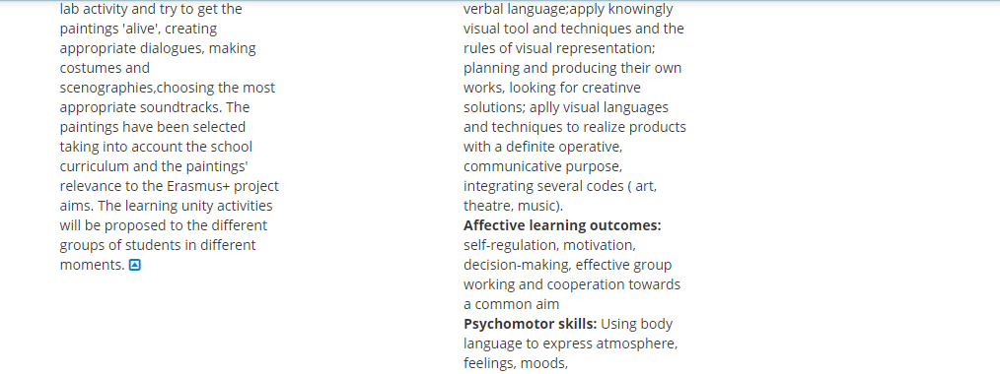 lab activity and try to get the
paintings 'alive', creating
appropriate dialogues, making
costumes and
scenographies,choosing the most
appropriate soundtracks. The
paintings have been selected
taking into account the school
curriculum and the paintings'
relevance to the Erasmus+ project
aims. The learning unity activities
will be proposed to the different
groups of students in different
moments.
verbal language;apply knowingly
visual tool and techniques and the
rules of visual representation;
planning and producing their own
works, looking for creatinve
solutions; aplly visual languages
and techniques to realize products
with a definite operative,
communicative purpose,
integrating several codes ( art,
theatre, music).
Affective learning outcomes:
self-regulation, motivation,
decision-making, effective group
working and cooperation towards
a common aim
Psychomotor skills: Using body
language to express atmosphere,
feelings, moods,